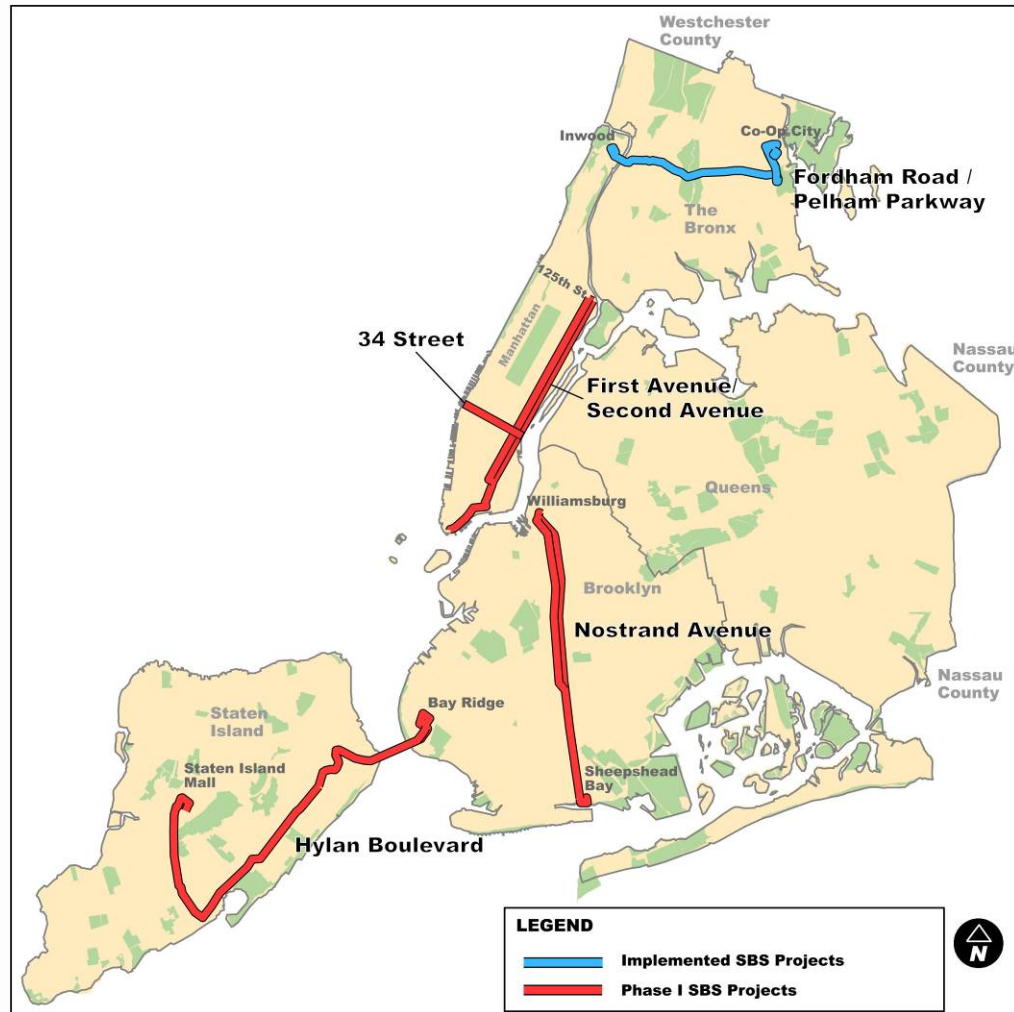 Westchester
County
Inwood
Co-Op City
Fordham Road /
Pelham Parkway
The
Bronx
125th St.
Manhattan
34 Street
First Avenue/
Second Avenue
Nassau
County
Queens
Williamsburg
Brooklyn
Nostrand Avenue
Nassau
County
Bay Ridge
Staten
Island
Staten Island
Mall
Sheepshead
Bay
Hylan Boulevard
LEGEND
Implemented SBS Projects
Phase I SBS Projects
N